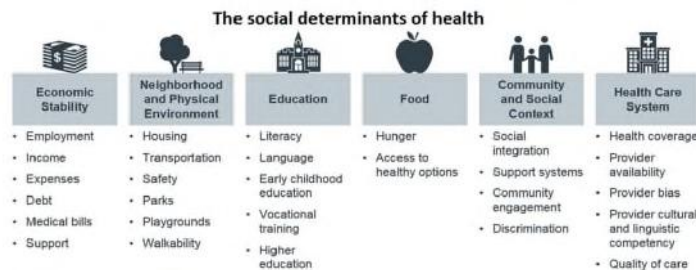 The social determinants of health
$
Economic
Stability
• Employment
• Income
• Expenses
• Debt
• Medical bills
• Support
Neighborhood
and Physical
Environment
• Housing
• Transportation
• Safety
• Parks
• Playgrounds
• Walkability
Education
• Literacy
• Language
• Early childhood
education
• Vocational
training
• Higher
education
Food
• Hunger
• Access to
healthy options
Community
and Social
Context
• Social
integration
• Support systems
• Community
engagement
• Discrimination
Health Care
System
• Health coverage
• Provider
availability
• Provider bias
• Provider cultural
and linguistic
competency
• Quality of care